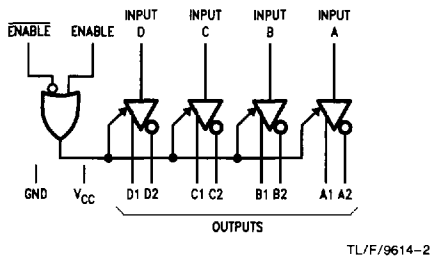 ENABLE ENABLE
INPUT D
INPUT C
INPUT B
INPUT A
GND
VCC
D1 D2
C1 C2
B1 B2
A1 A2
OUTPUTS
TL/F/9614-2